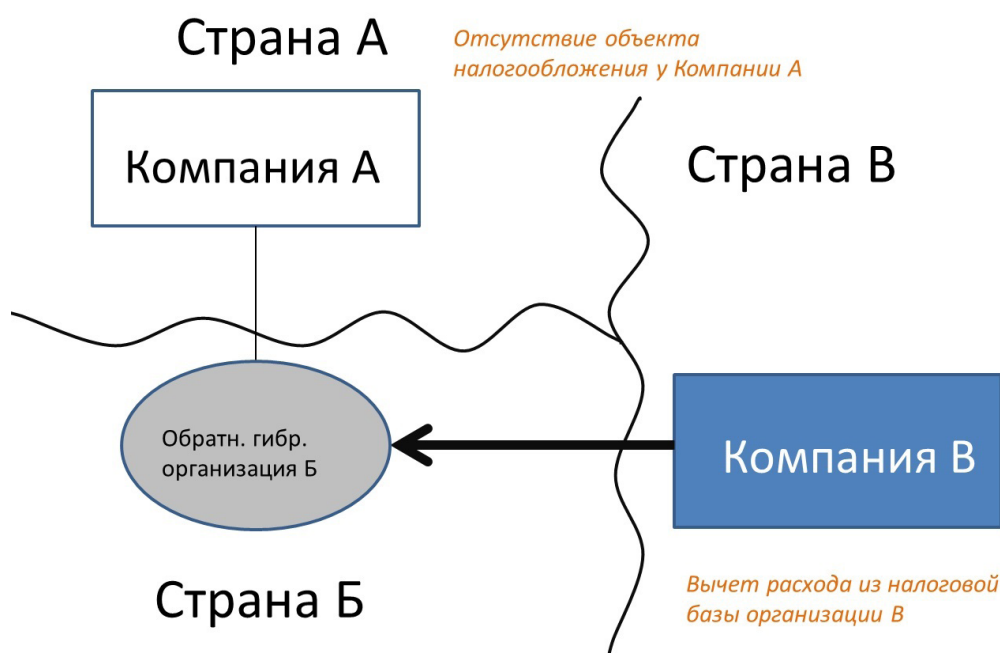 Страна А
Отсутствие объекта
налогообложения у Компании А
Компания А
Страна В
Обратн. гибр.
организация Б
Компания В
Страна Б
Вычет расхода из налоговой
базы организации В